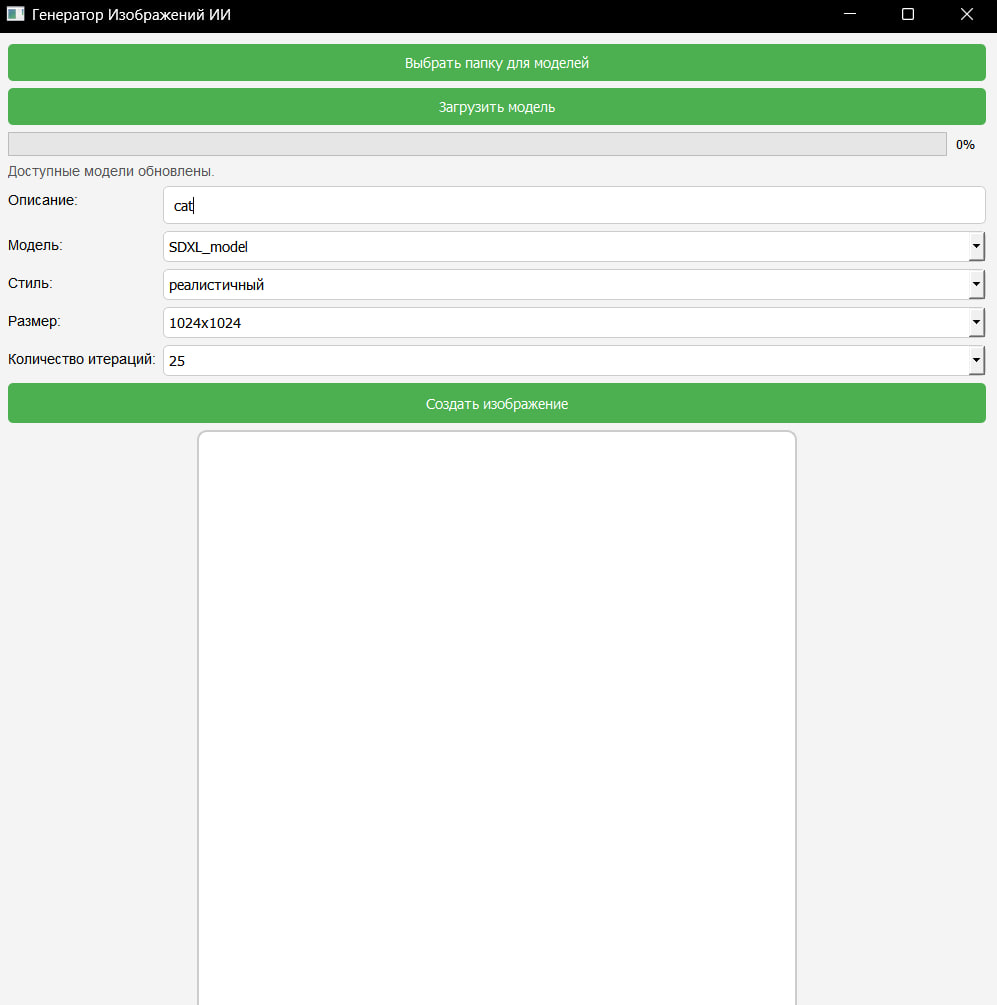 Генератор Изображений ИИ
Выбрать папку для моделей
Загрузить модель
0%
Доступные модели обновлены.
Описание: cat
Модель: SDXL_model
Стиль: реалистичный
Размер: 1024x1024
Количество итераций: 25
Создать изображение